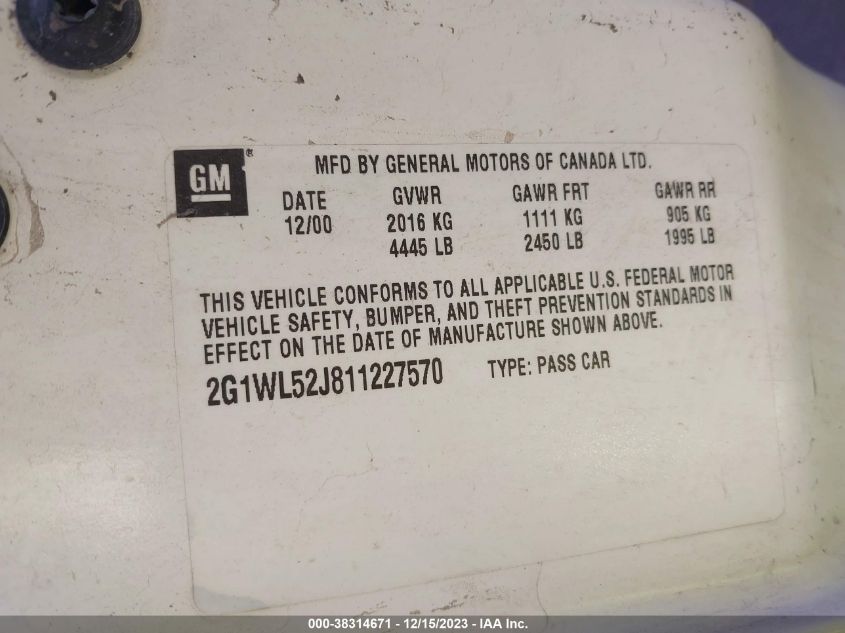 GM®
MFD BY GENERAL MOTORS OF CANADA LTD.
DATE GVWR GAWR FRT GAWR RR
12/00 2016 KG 1111 KG 905 KG
4445 LB 2450 LB 1995 LB
THIS VEHICLE CONFORMS TO ALL APPLICABLE U.S. FEDERAL MOTOR
VEHICLE SAFETY, BUMPER, AND THEFT PREVENTION STANDARDS IN
EFFECT ON THE DATE OF MANUFACTURE SHOWN ABOVE.
2G1WL52J811227570 TYPE: PASS CAR
000-38314671 - 12/15/2023 - IAA Inc.